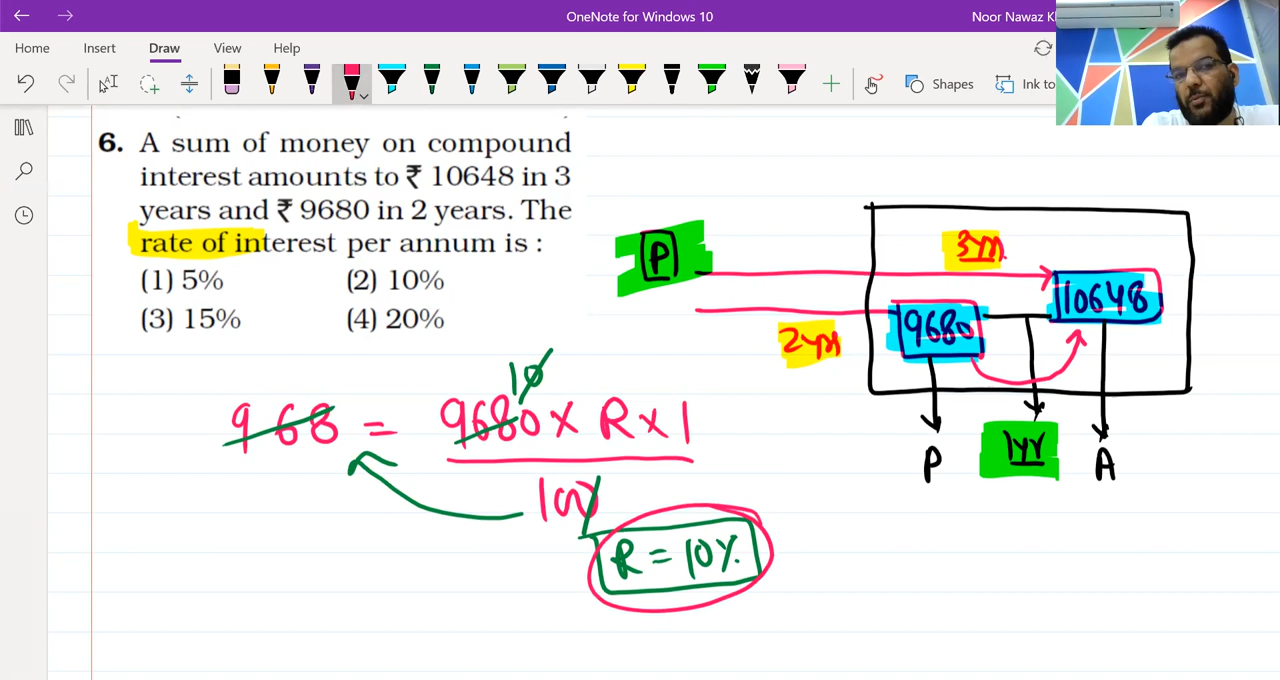 OneNote for Windows 10
Noor Nawaz K
Home Insert Draw View Help
Shapes
Ink to
6. A sum of money on compound
interest amounts to ₹ 10648 in 3
years and ₹ 9680 in 2 years. The
rate of interest per annum is :
(1) 5% (2) 10%
(3) 15% (4) 20%
P
3yrs
10648
9680
2yrs
P
1yr
A
10
968 = 9680 × R × 1
100
R = 10%